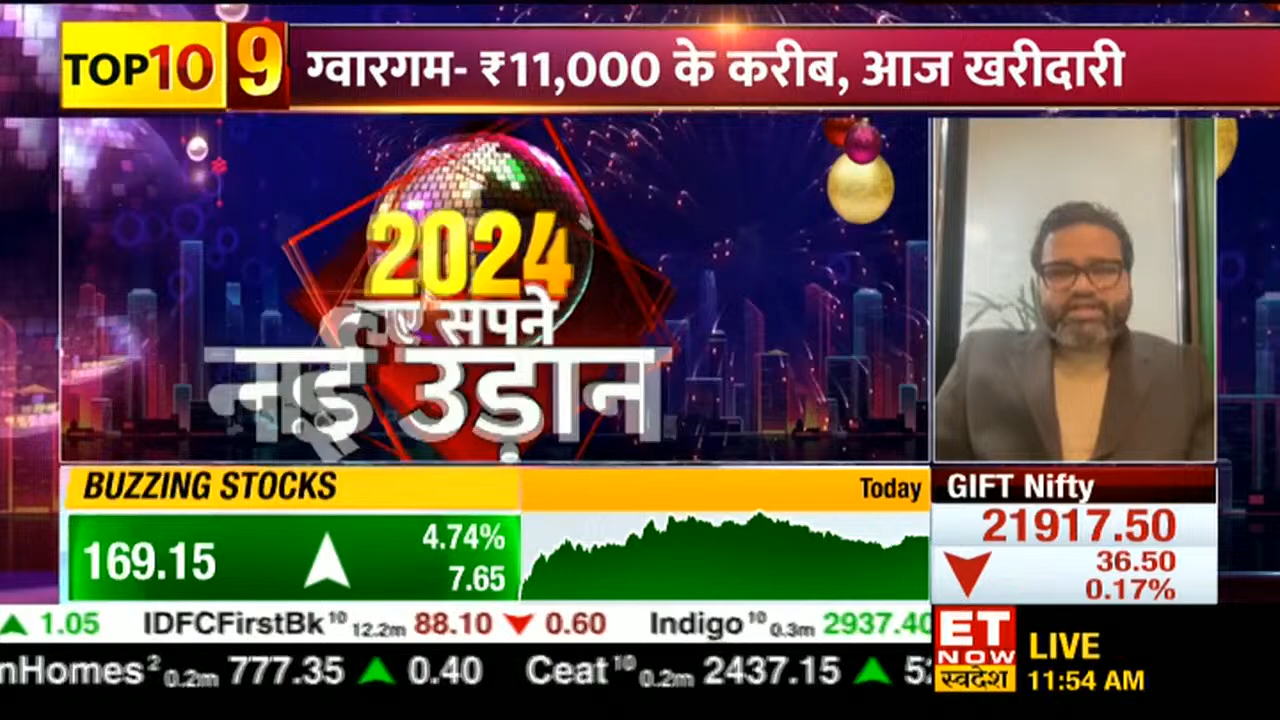 TOP10 9 ग्वारगम- ₹11,000 के करीब, आज खरीदारी
2024
नए सपने
नई उड़ान
BUZZING STOCKS Today
169.15 4.74%
7.65
GIFT Nifty
21917.50
36.50
0.17%
1.05 IDFCFirstBk 10 12.2m 88.10 0.60 Indigo 10 0.3m 2937.40
nHomes 2 0.2m 777.35 0.40 Ceat 10 0.2m 2437.15
ET
NOW
स्वदेश
LIVE
11:54 AM